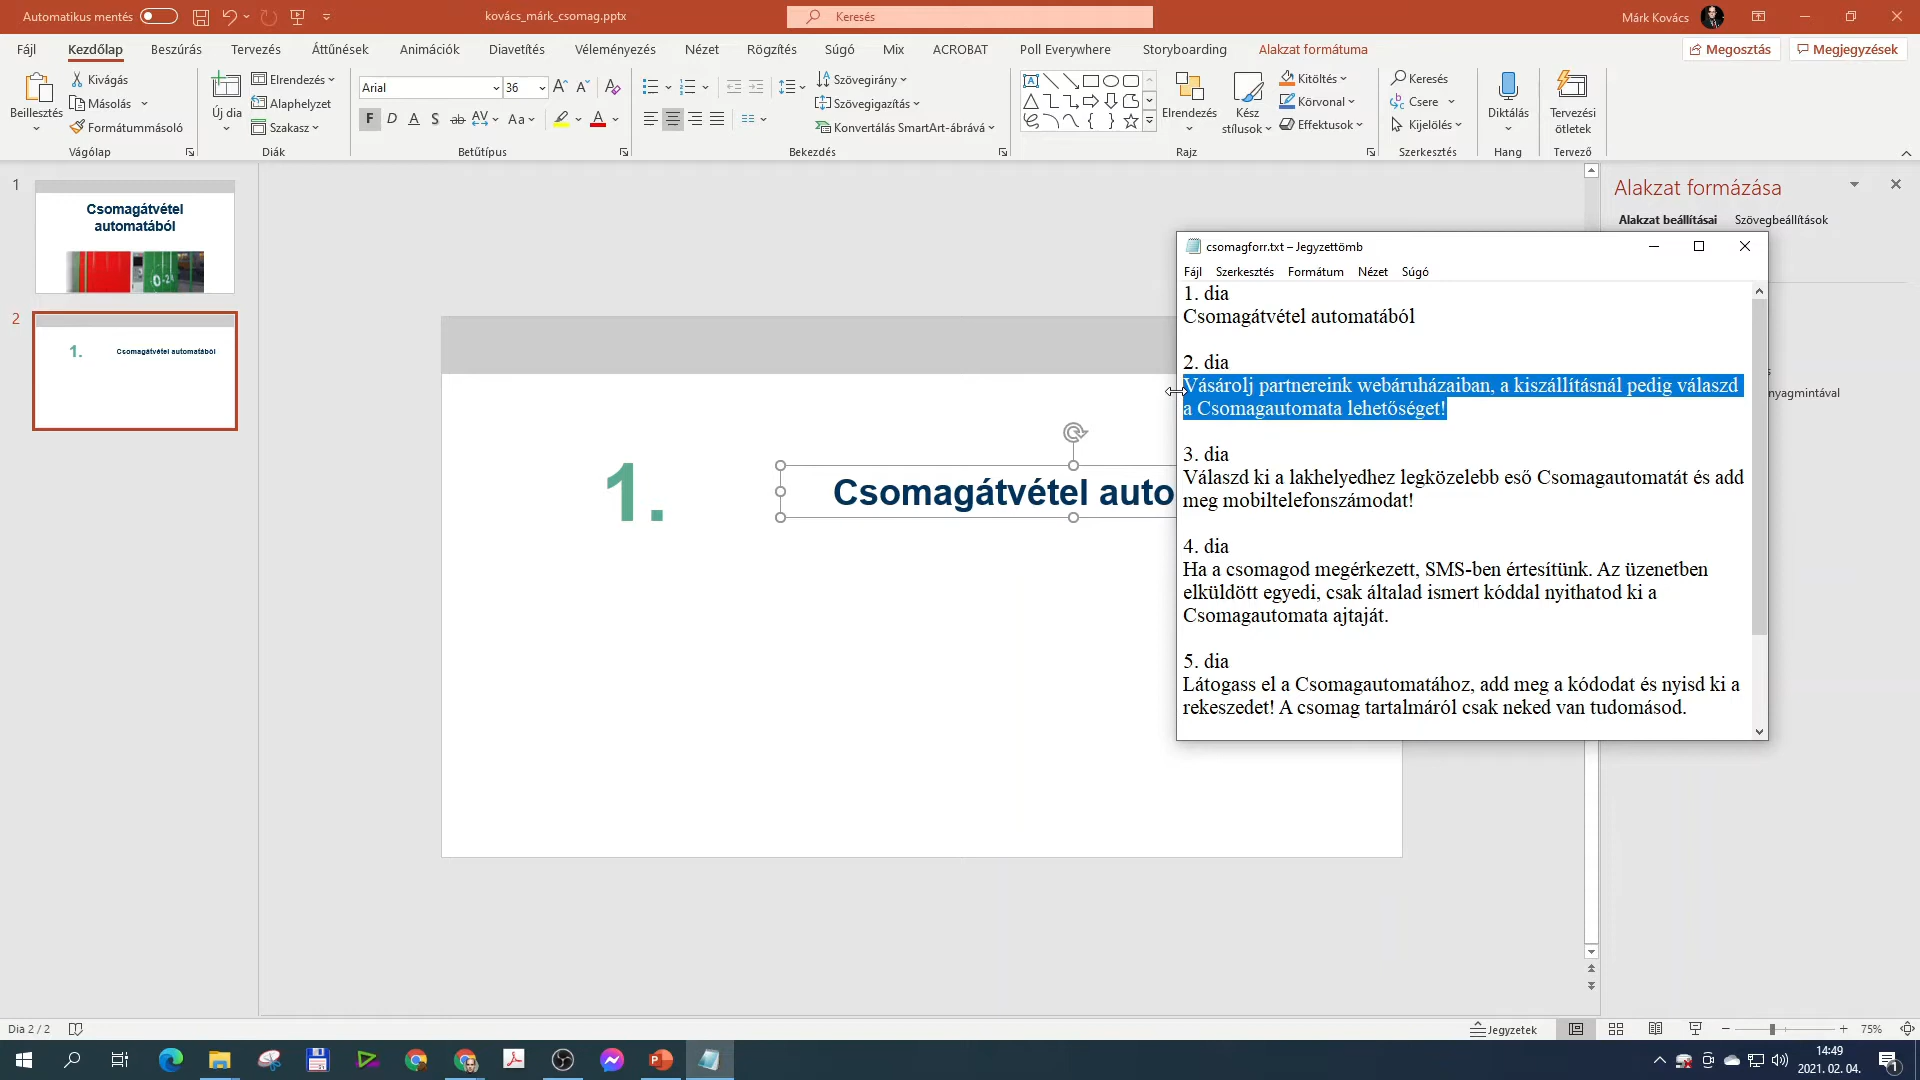 Automatikus mentés
kovács_márk_csomag.pptx
Keresés
Márk Kovács
Fájl
Kezdőlap
Beszúrás
Tervezés
Áttűnések
Animációk
Diavetítés
Véleményezés
Nézet
Rögzítés
Súgó
Mix
ACROBAT
Poll Everywhere
Storyboarding
Alakzat formátuma
Megosztás
Megjegyzések
Beillesztés
Kivágás
Másolás
Formátummásoló
Vágólap
Új dia
Elrendezés
Alaphelyzet
Szakasz
Diák
Arial
36
F D A S ab AV Aa A
Betűtípus
Szövegirány
Szövegigazítás
Konvertálás SmartArt-ábrává
Bekezdés
Elrendezés
Kész stílusok
Kitöltés
Körvonal
Effektusok
Rajz
Keresés
Csere
Kijelölés
Szerkesztés
Diktálás
Hang
Tervezési ötletek
Tervező
1
Csomagátvétel
automatából
0-24
2
1. Csomagátvétel automatából
1. Csomagátvétel auto
Alakzat formázása
Alakzat beállításai Szövegbeállítások
nyagmintával
csomagforr.txt – Jegyzettömb
Fájl Szerkesztés Formátum Nézet Súgó
1. dia
Csomagátvétel automatából
2. dia
Vásárolj partnereink webáruházaiban, a kiszállításnál pedig válaszd
a Csomagautomata lehetőséget!
3. dia
Válaszd ki a lakhelyedhez legközelebb eső Csomagautomatát és add
meg mobiltelefonszámodat!
4. dia
Ha a csomagod megérkezett, SMS-ben értesítünk. Az üzenetben
elküldött egyedi, csak általad ismert kóddal nyithatod ki a
Csomagautomata ajtaját.
5. dia
Látogass el a Csomagautomatához, add meg a kódodat és nyisd ki a
rekeszedet! A csomag tartalmáról csak neked van tudomásod.
Dia 2 / 2
Jegyzetek
75%
14:49
2021. 02. 04.
1